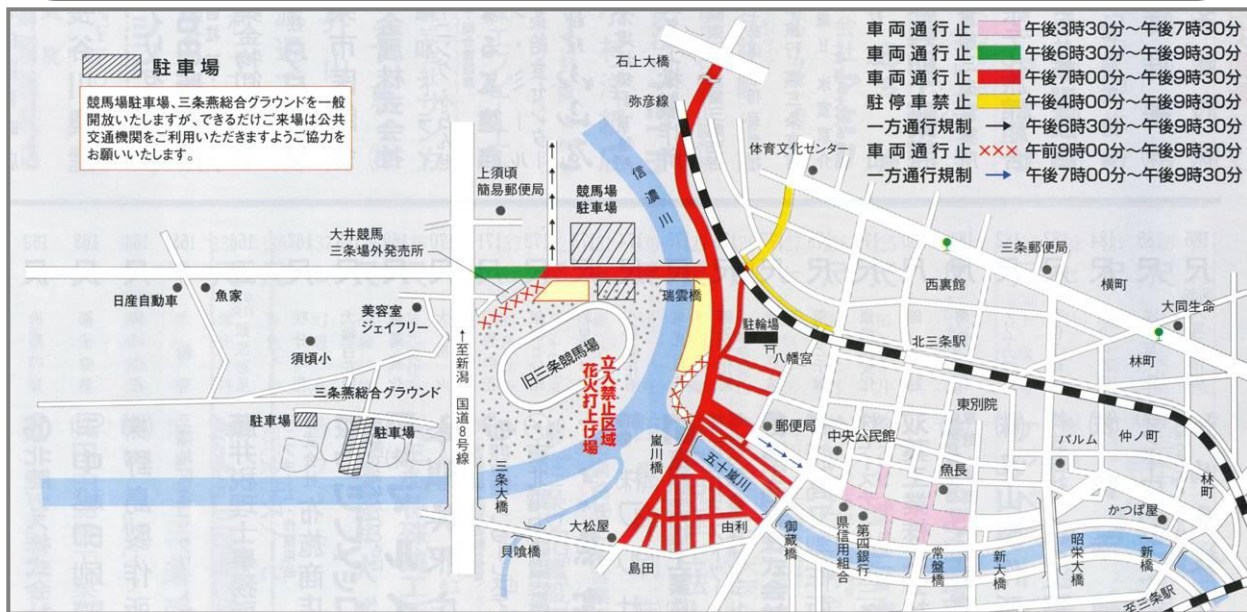 車両通行止 午後3時30分〜午後7時30分
車両通行止 午後6時30分〜午後9時30分
車両通行止 午後7時00分〜午後9時30分
駐停車禁止 午後4時00分〜午後9時30分
一方通行規制 → 午後6時30分〜午後9時30分
車両通行止 ××× 午前9時00分〜午後9時30分
一方通行規制 → 午後7時00分〜午後9時30分
駐車場
競馬場駐車場、三条燕総合グラウンドを一般
開放いたしますが、できるだけご来場は公共
交通機関をご利用いただきますようご協力を
お願いいたします。
石上大橋
弥彦線
体育文化センター
信濃川
上須頃
簡易郵便局
競馬場
駐車場
大井競馬
三条場外発売所
三条郵便局
西裏館
横町
大同生命
日産自動車
魚家
美容室
ジェイフリー
須頃小
瑞雲橋
駐輪場
八幡宮
北三条駅
林町
旧三条競馬場
立入禁止区域
花火打上げ場
←至新潟 国道8号線
三条燕総合グラウンド
駐車場
駐車場
東別院
郵便局
中央公民館
パルム
仲ノ町
魚長
林町
嵐川橋
五十嵐川
三条大橋
かつぼ屋
大松屋
由利
御蔵橋
県信用組合
第四銀行
常盤橋
新大橋
昭栄大橋
一新橋
貝喰橋
島田
至三条駅